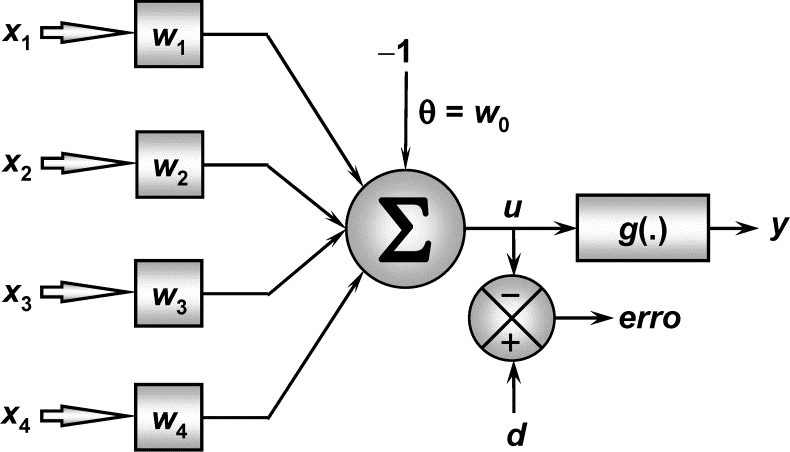 x₁
w₁
−1
θ = w₀
x₂
w₂
Σ
u
g(.)
y
x₃
w₃
−
+
erro
x₄
w₄
d